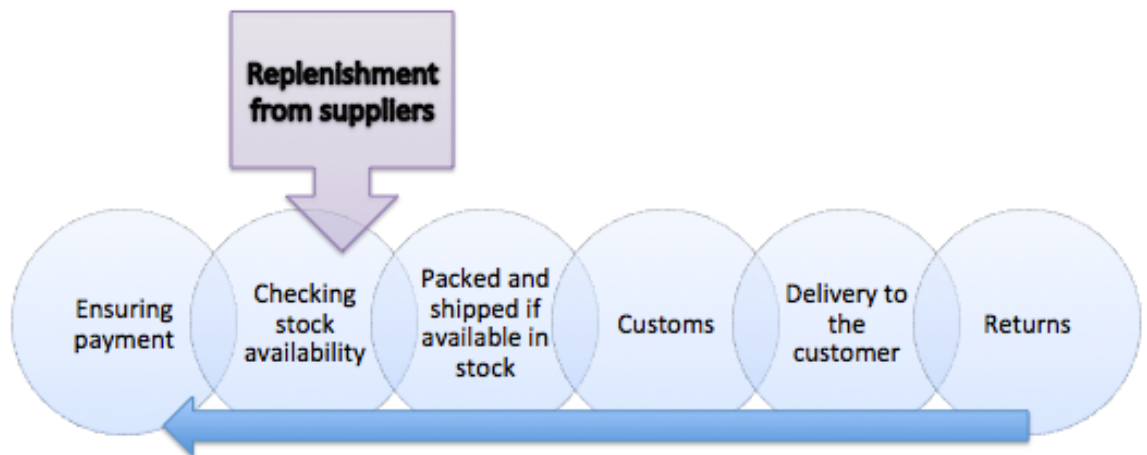 Replenishment
from suppliers
Ensuring
payment
Checking
stock
availability
Packed and
shipped if
available in
stock
Customs
Delivery to
the
customer
Returns